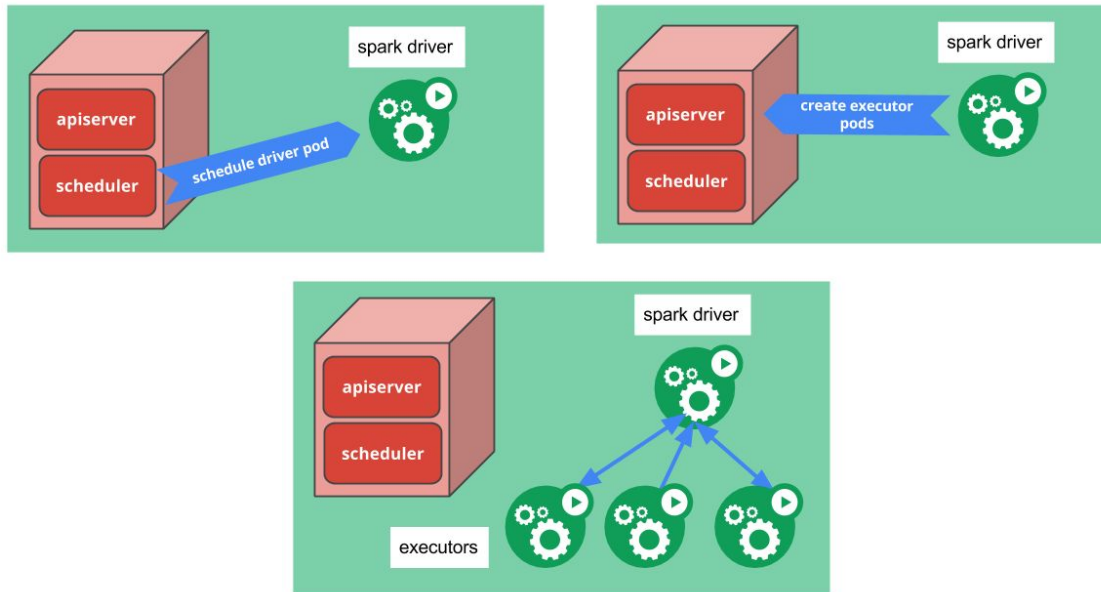 spark driver
apiserver
scheduler
schedule driver pod
spark driver
apiserver
scheduler
create executor
pods
spark driver
apiserver
scheduler
executors